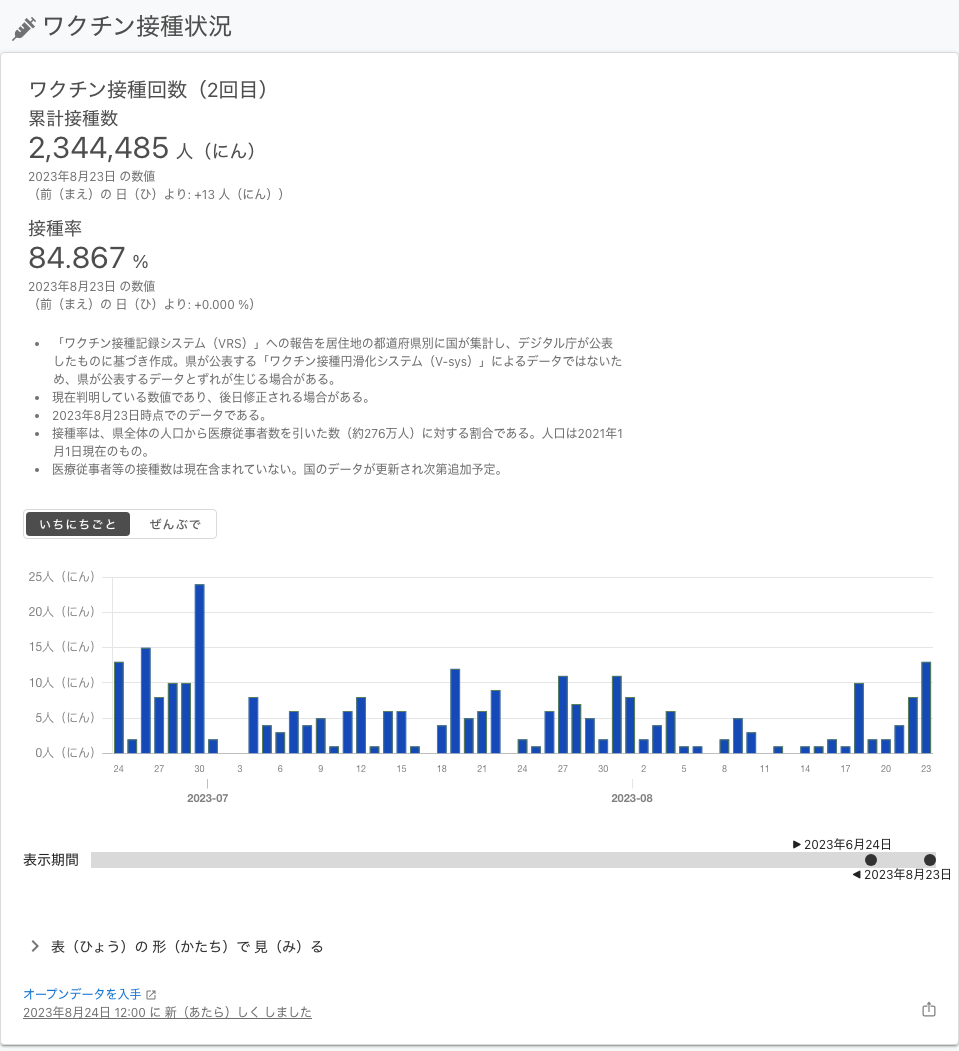 ワクチン接種状況
ワクチン接種回数（2回目）
累計接種数
2,344,485 人（にん）
2023年8月23日 の数値
（前（まえ）の 日（ひ）より: +13 人（にん））
接種率
84.867 %
2023年8月23日 の数値
（前（まえ）の 日（ひ）より: +0.000 %）
• 「ワクチン接種記録システム（VRS）」への報告を居住地の都道府県別に国が集計し、デジタル庁が公表
したものに基づき作成。県が公表する「ワクチン接種円滑化システム（V-sys）」によるデータではないた
め、県が公表するデータとずれが生じる場合がある。
• 現在判明している数値であり、後日修正される場合がある。
• 2023年8月23日時点でのデータである。
• 接種率は、県全体の人口から医療従事者数を引いた数（約276万人）に対する割合である。人口は2021年1
月1日現在のもの。
• 医療従事者等の接種数は現在含まれていない。国のデータが更新され次第追加予定。
いちにちごと ぜんぶで
25人（にん）
20人（にん）
15人（にん）
10人（にん）
5人（にん）
0人（にん）
24 27 30 3 6 9 12 15 18 21 24 27 30 2 5 8 11 14 17 20 23
2023-07 2023-08
▶ 2023年6月24日
表示期間
◀ 2023年8月23日
表（ひょう）の 形（かたち）で 見（み）る
オープンデータを入手
2023年8月24日 12:00 に 新（あたら）しく しました